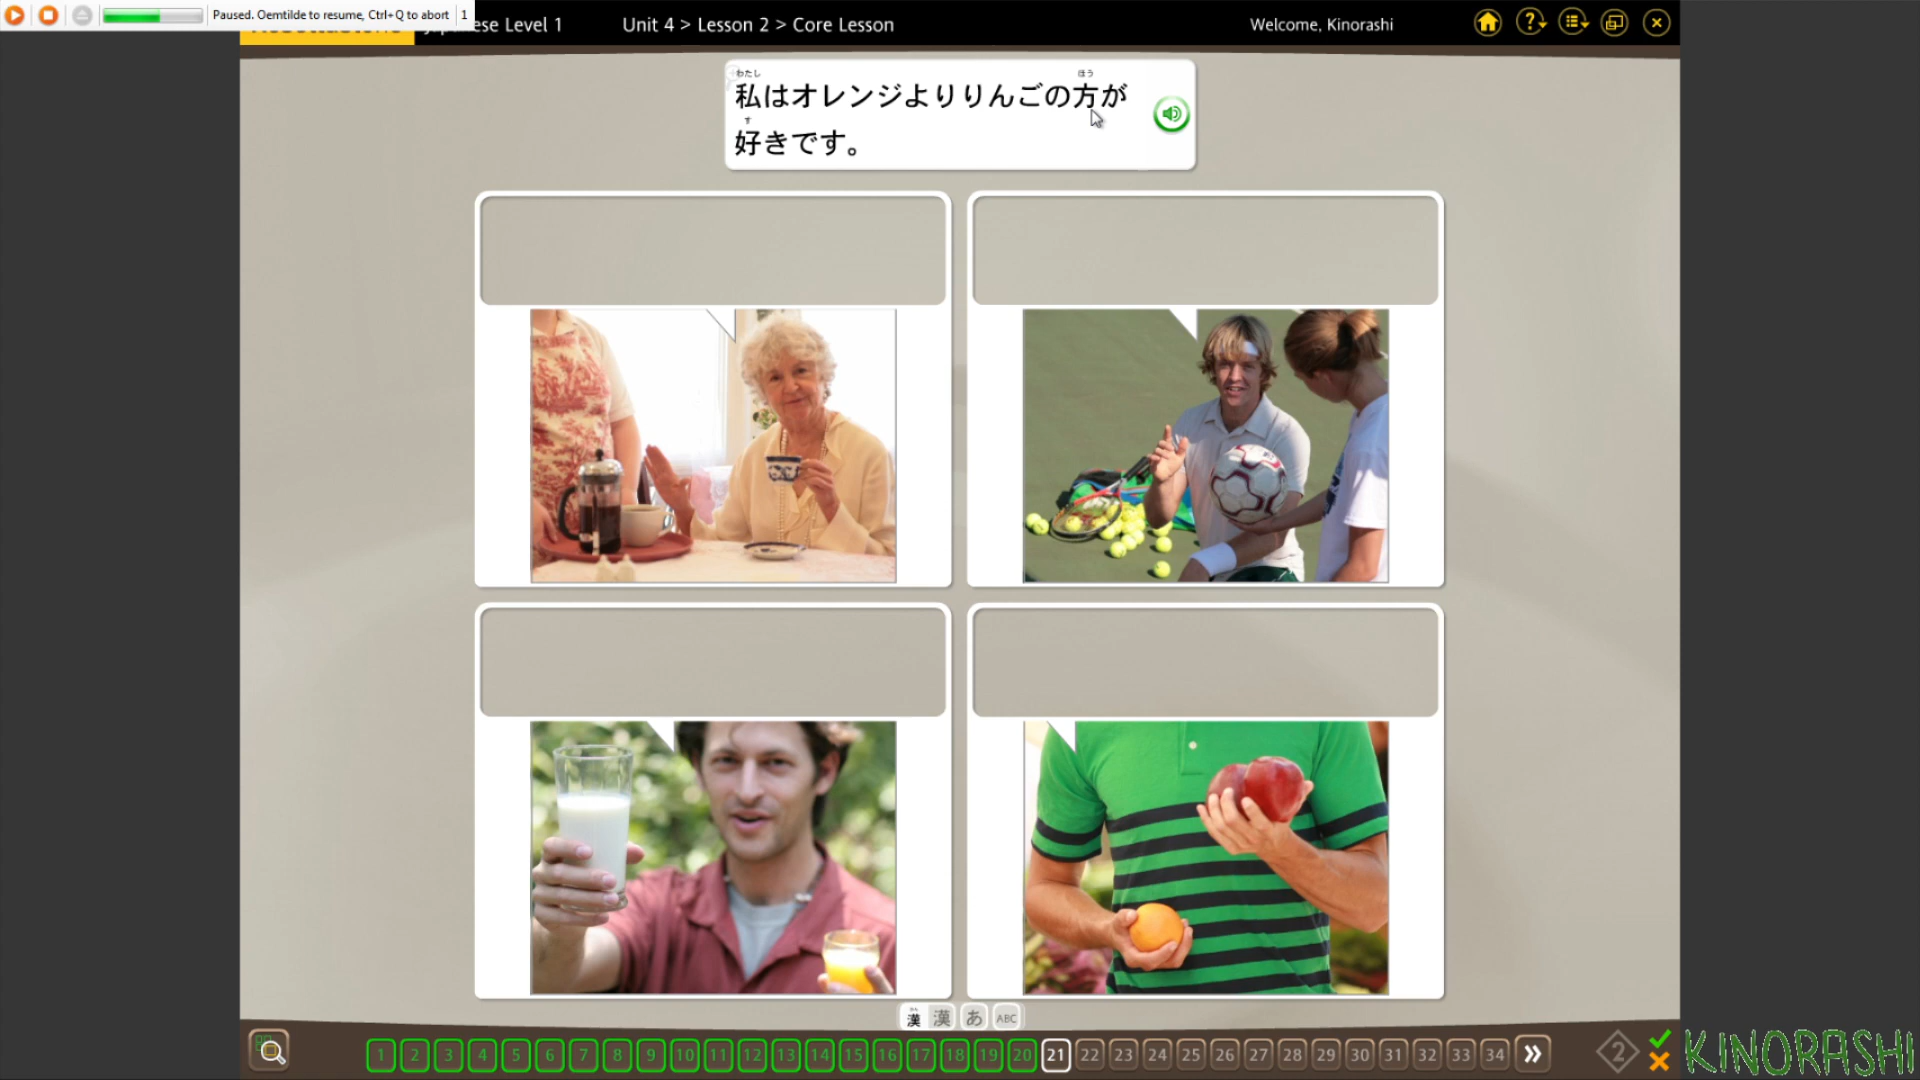 Paused. Oemtilde to resume, Ctrl+Q to abort
1
ese Level 1
Unit 4 > Lesson 2 > Core Lesson
Welcome, Kinorashi
わたし ほう
私はオレンジよりりんごの方が
す
好きです。
かん
漢 漢 あ ABC
1 2 3 4 5 6 7 8 9 10 11 12 13 14 15 16 17 18 19 20 21 22 23 24 25 26 27 28 29 30 31 32 33 34
2
KINORASHI